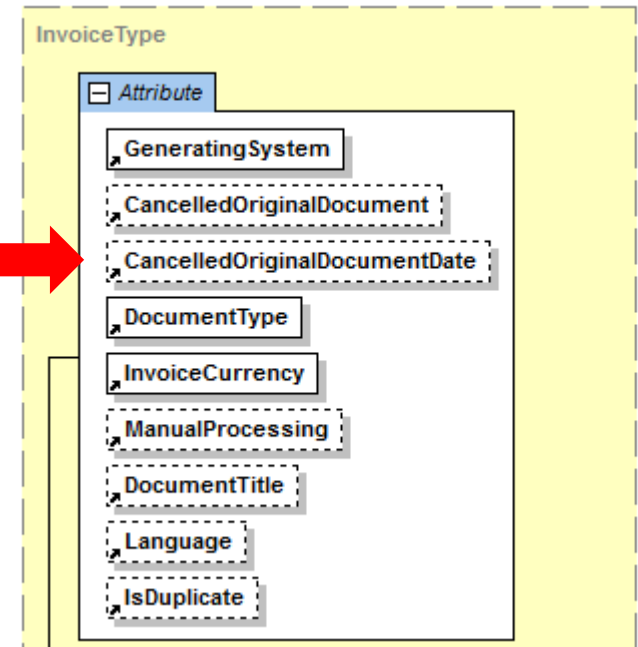 InvoiceType
Attribute
GeneratingSystem
CancelledOriginalDocument
CancelledOriginalDocumentDate
DocumentType
InvoiceCurrency
ManualProcessing
DocumentTitle
Language
IsDuplicate